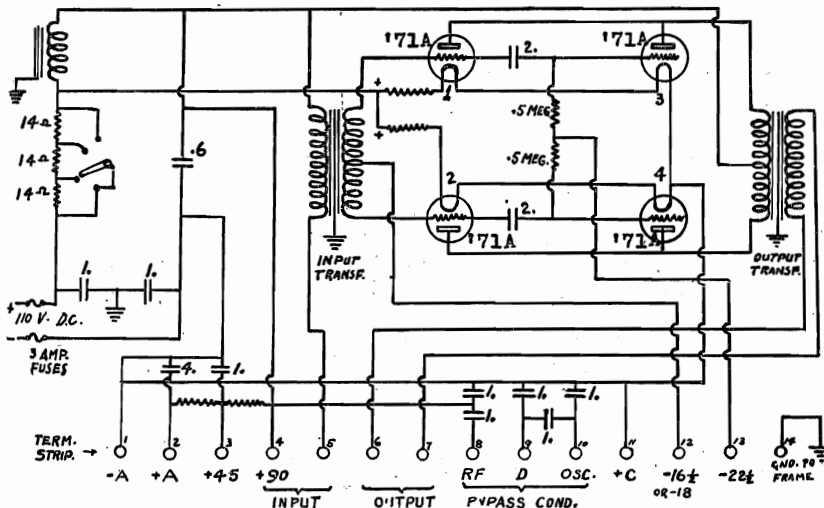 '71A
'71A
2.
14Ω
14Ω
14Ω
.6
+
+
1
3
.5 MEG.
.5 MEG.
2
4
2.
'71A
'71A
INPUT
TRANSF.
OUTPUT
TRANSF.
1.
1.
+
110 V. D.C.
-
3 AMP.
FUSES
4.
1.
1.
1.
1.
1.
1.
TERM.
STRIP. →
1 2 3 4 5 6 7 8 9 10 11 12 13 14
-A +A +45 +90 RF D OSC. +C -16½ -22½ GND. TO
OR -18 FRAME
INPUT OUTPUT PYPASS COND.